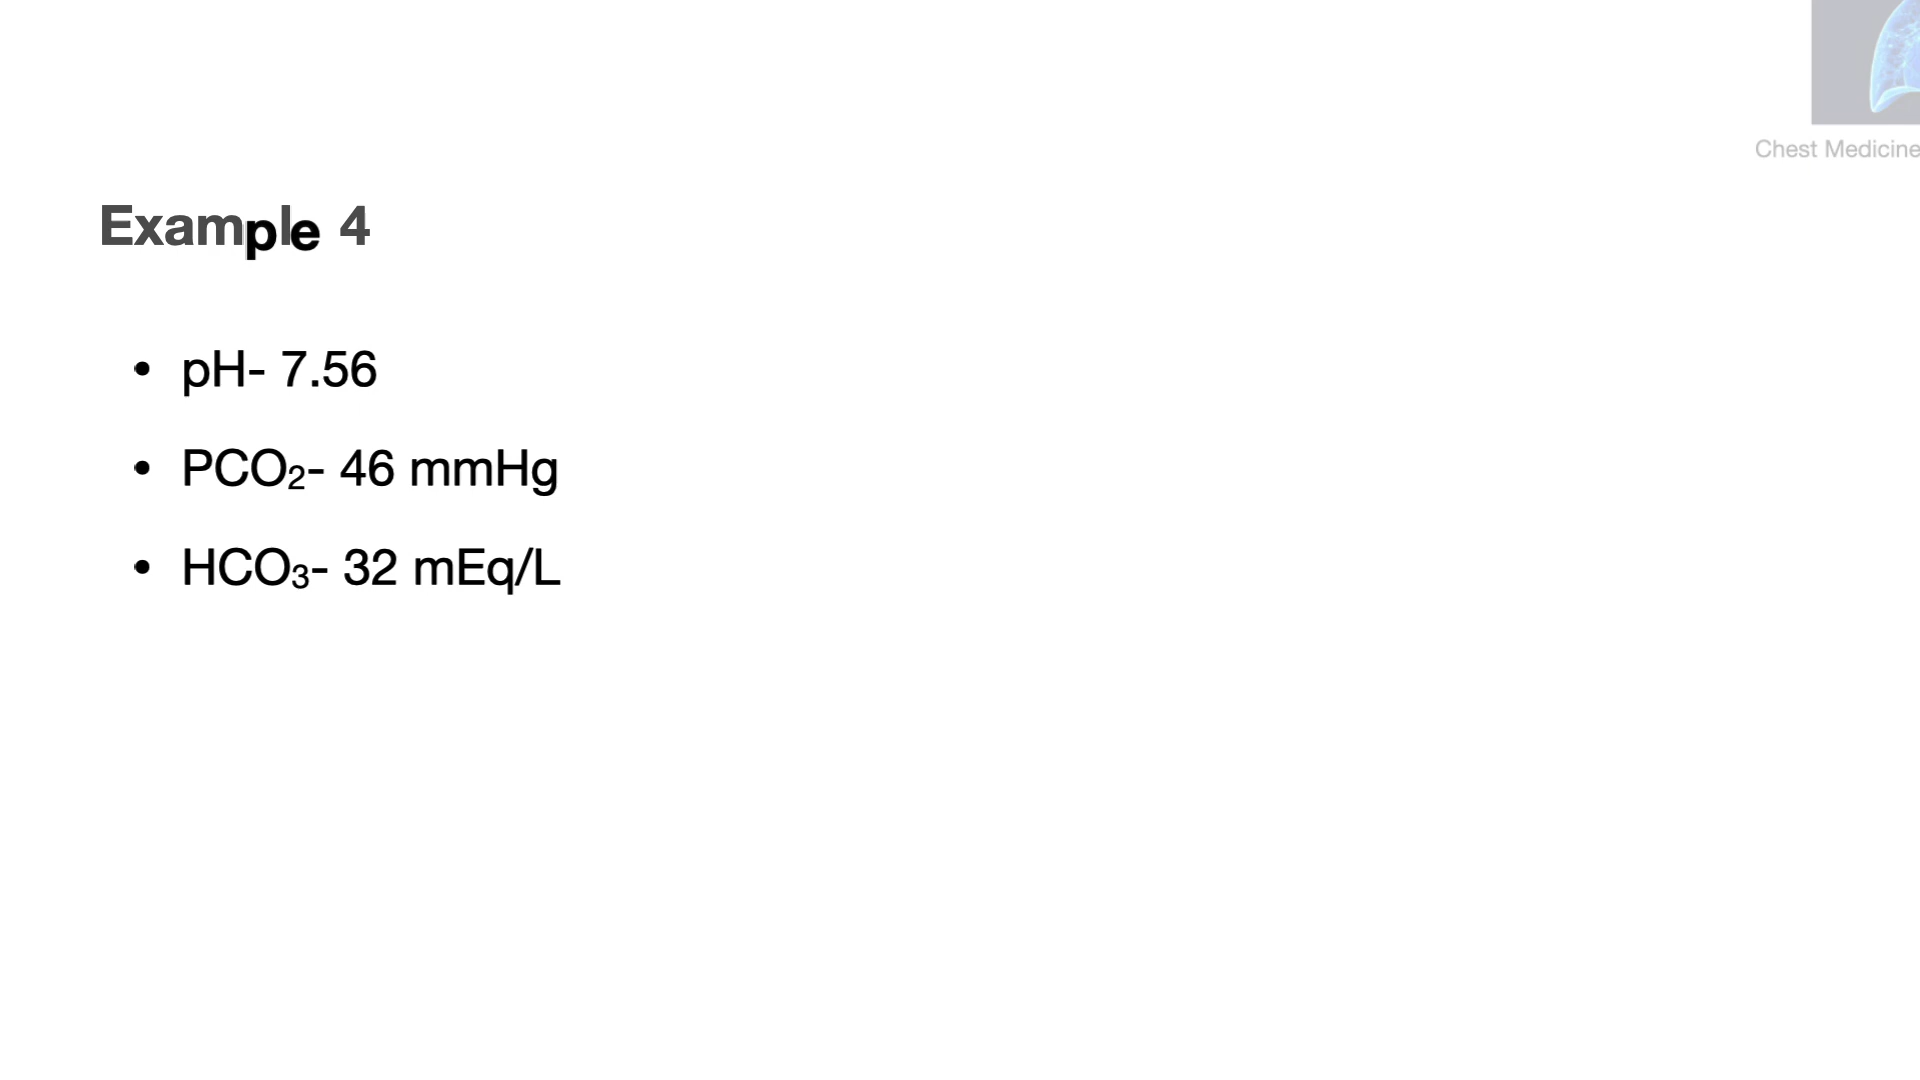 Chest Medicine
Example 4
• pH- 7.56
• PCO₂- 46 mmHg
• HCO₃- 32 mEq/L